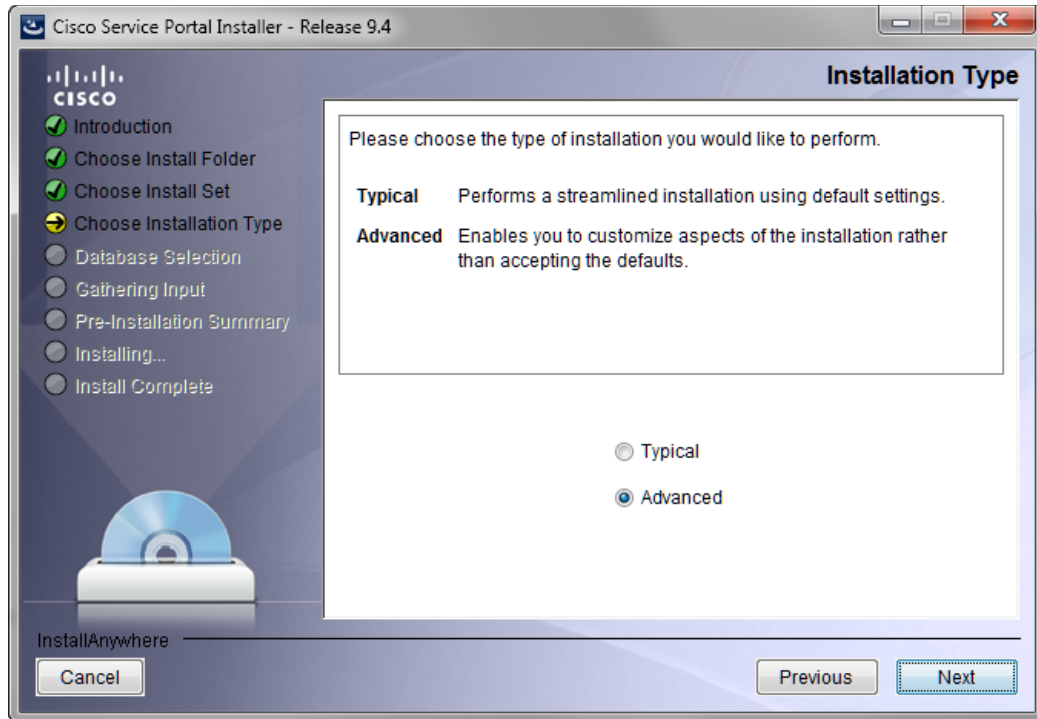 Cisco Service Portal Installer - Release 9.4
Installation Type
CISCO
Introduction
Choose Install Folder
Choose Install Set
Choose Installation Type
Database Selection
Gathering Input
Pre-Installation Summary
Installing...
Install Complete
Please choose the type of installation you would like to perform.
Typical Performs a streamlined installation using default settings.
Advanced Enables you to customize aspects of the installation rather
than accepting the defaults.
Typical
Advanced
InstallAnywhere
Cancel
Previous
Next